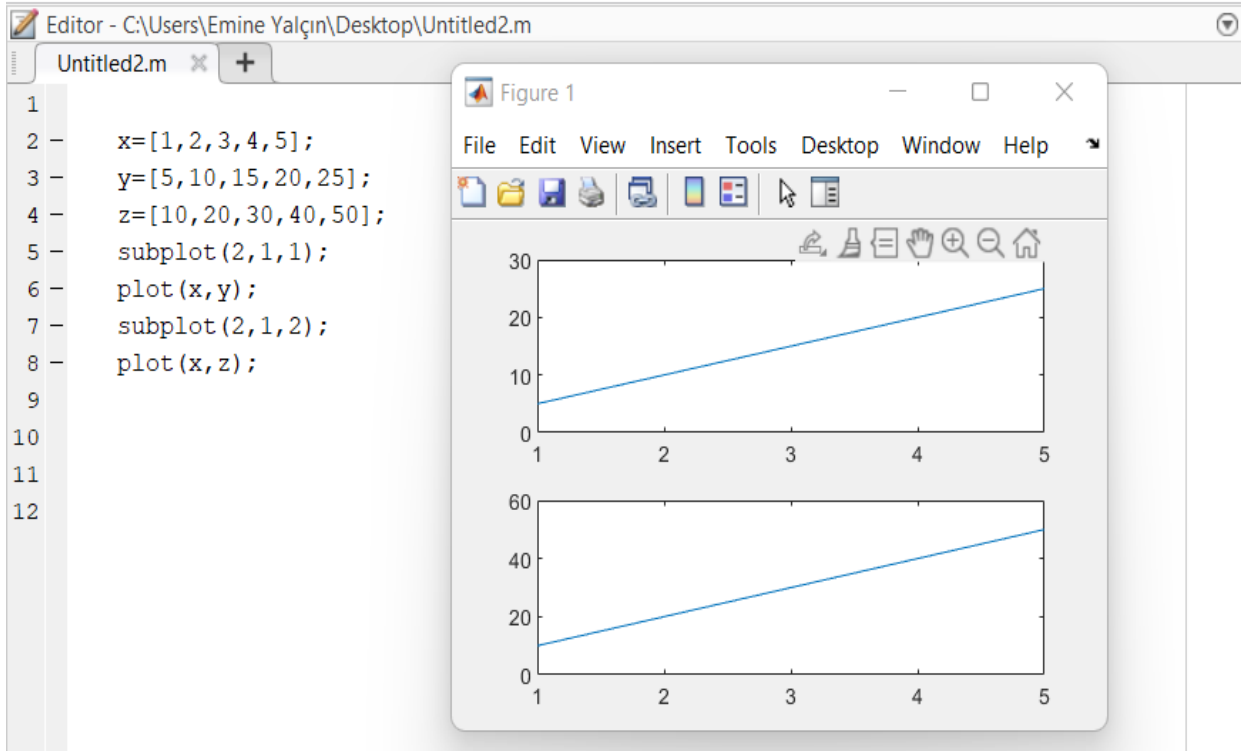 Editor - C:\Users\Emine Yalçın\Desktop\Untitled2.m
Untitled2.m
1
2 - x=[1,2,3,4,5];
3 - y=[5,10,15,20,25];
4 - z=[10,20,30,40,50];
5 - subplot(2,1,1);
6 - plot(x,y);
7 - subplot(2,1,2);
8 - plot(x,z);
9
10
11
12
Figure 1
File Edit View Insert Tools Desktop Window Help
30
20
10
0
1 2 3 4 5
60
40
20
0
1 2 3 4 5